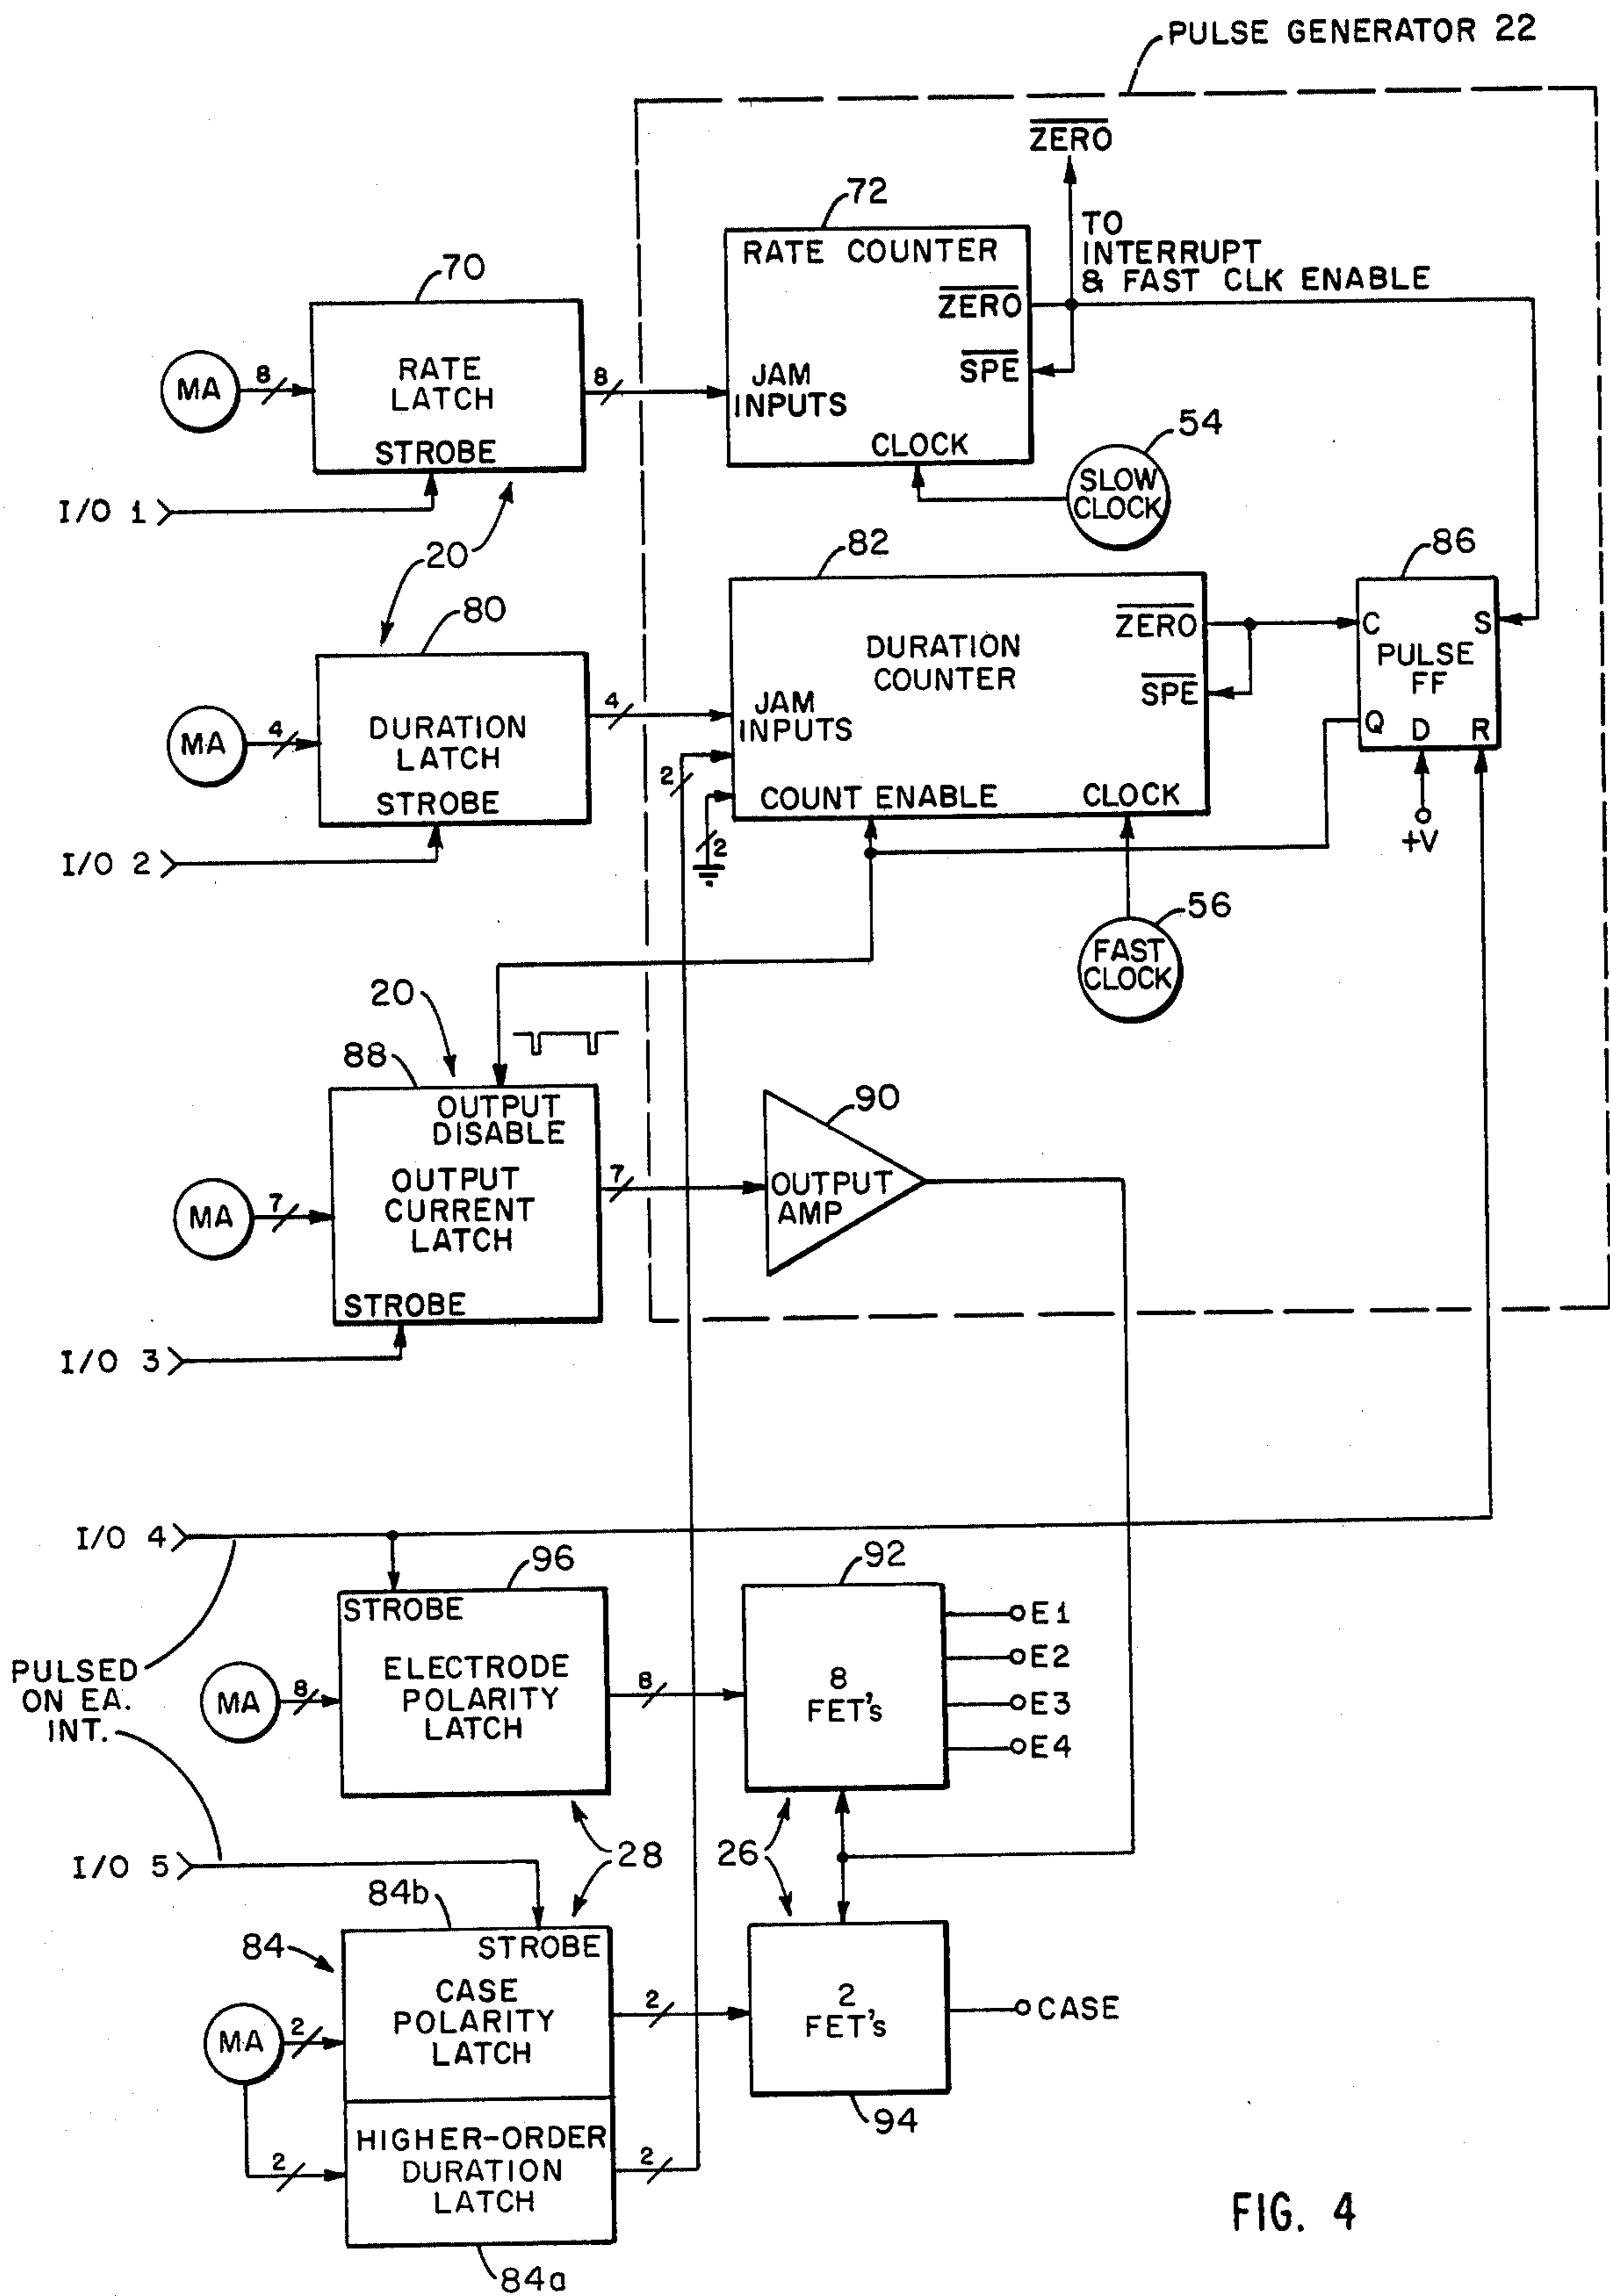 PULSE GENERATOR 22
ZERO
TO
INTERRUPT
& FAST CLK ENABLE
72
RATE COUNTER
ZERO
SPE
JAM
INPUTS
CLOCK
70
RATE
LATCH
STROBE
MA
8
8
I/O 1
54
SLOW
CLOCK
20
82
DURATION
COUNTER
ZERO
SPE
JAM
INPUTS
COUNT ENABLE
CLOCK
2
2
86
C
S
PULSE
FF
Q
D
R
+V
80
DURATION
LATCH
STROBE
MA
4
4
I/O 2
56
FAST
CLOCK
20
88
OUTPUT
DISABLE
OUTPUT
CURRENT
LATCH
STROBE
MA
7
7
I/O 3
90
OUTPUT
AMP
I/O 4
96
STROBE
ELECTRODE
POLARITY
LATCH
MA
8
8
92
8
FET's
E1
E2
E3
E4
PULSED
ON EA.
INT.
28
26
I/O 5
84b
84
STROBE
CASE
POLARITY
LATCH
MA
2
2
2
FET's
CASE
94
HIGHER-ORDER
DURATION
LATCH
2
2
84a
FIG. 4